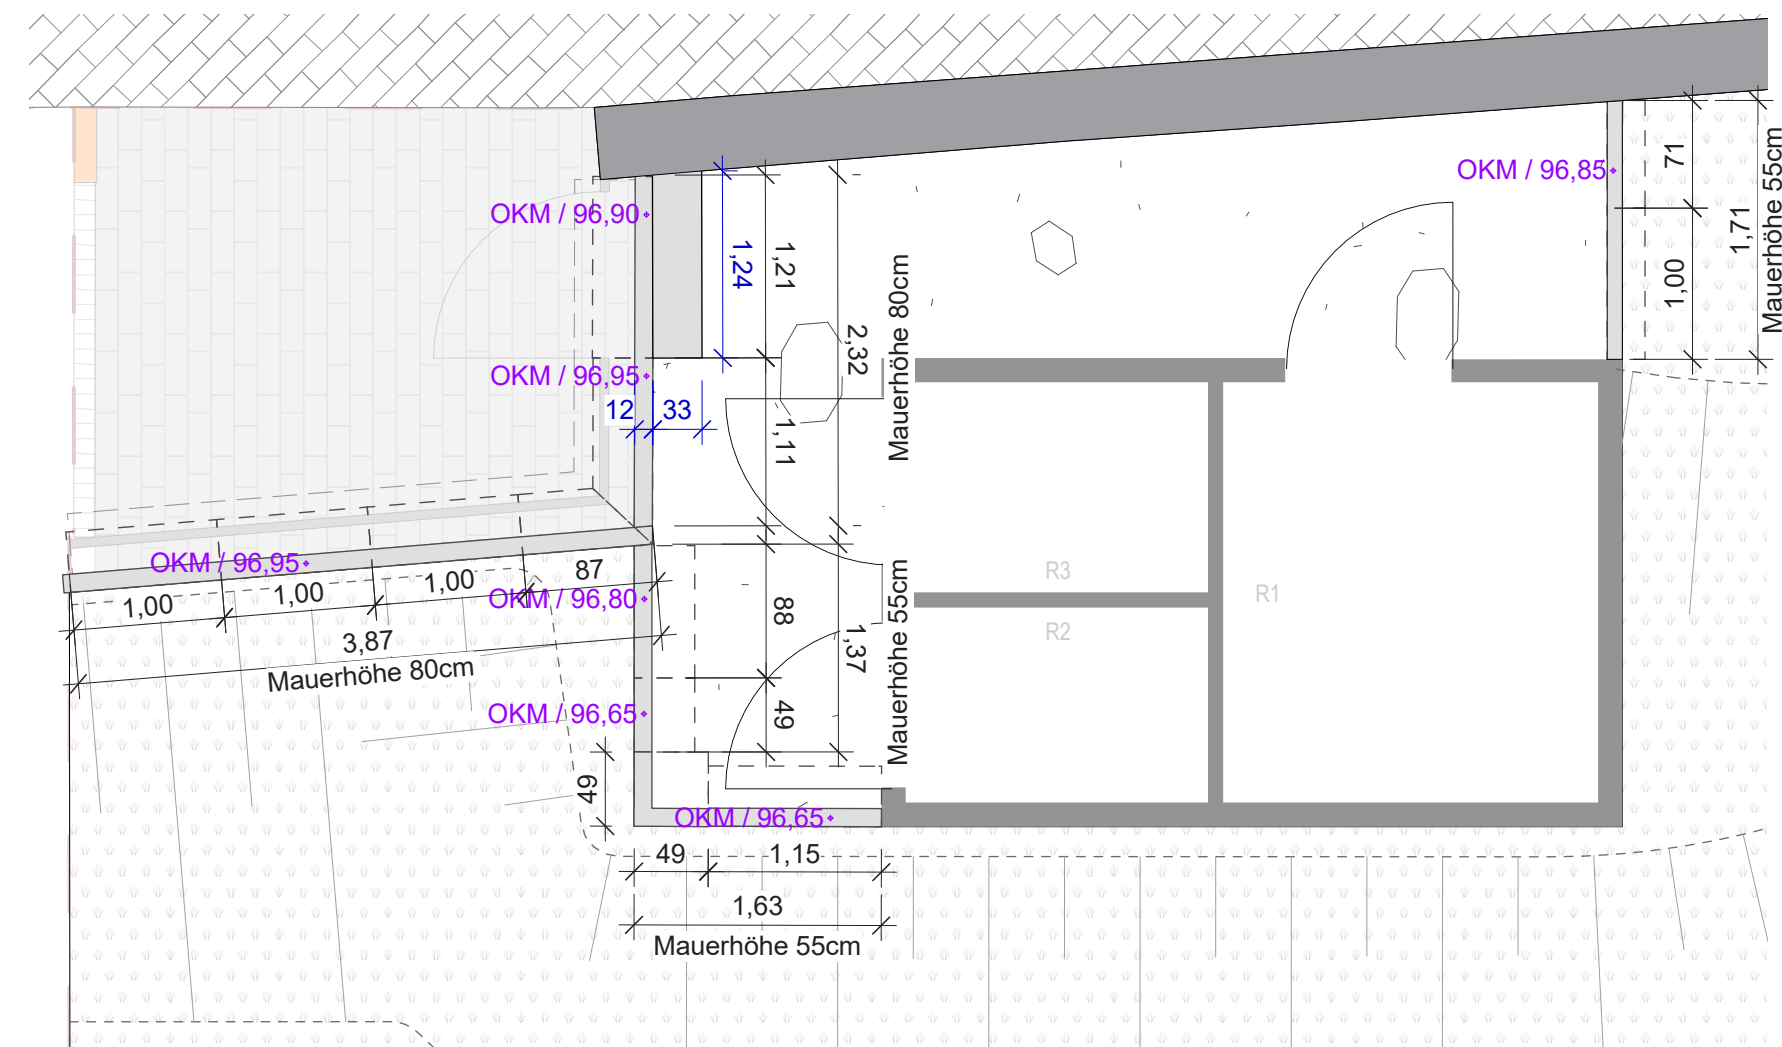 OKM / 96,85
71
1,00
1,71
Mauerhöhe 55cm
OKM / 96,90
1,24
1,21
2,32
Mauerhöhe 80cm
OKM / 96,95
12
33
1,11
OKM / 96,95
1,00
1,00
1,00
87
3,87
Mauerhöhe 80cm
OKM / 96,80
88
1,37
Mauerhöhe 55cm
R3
R1
R2
OKM / 96,65
49
49
OKM / 96,65
49
1,15
1,63
Mauerhöhe 55cm